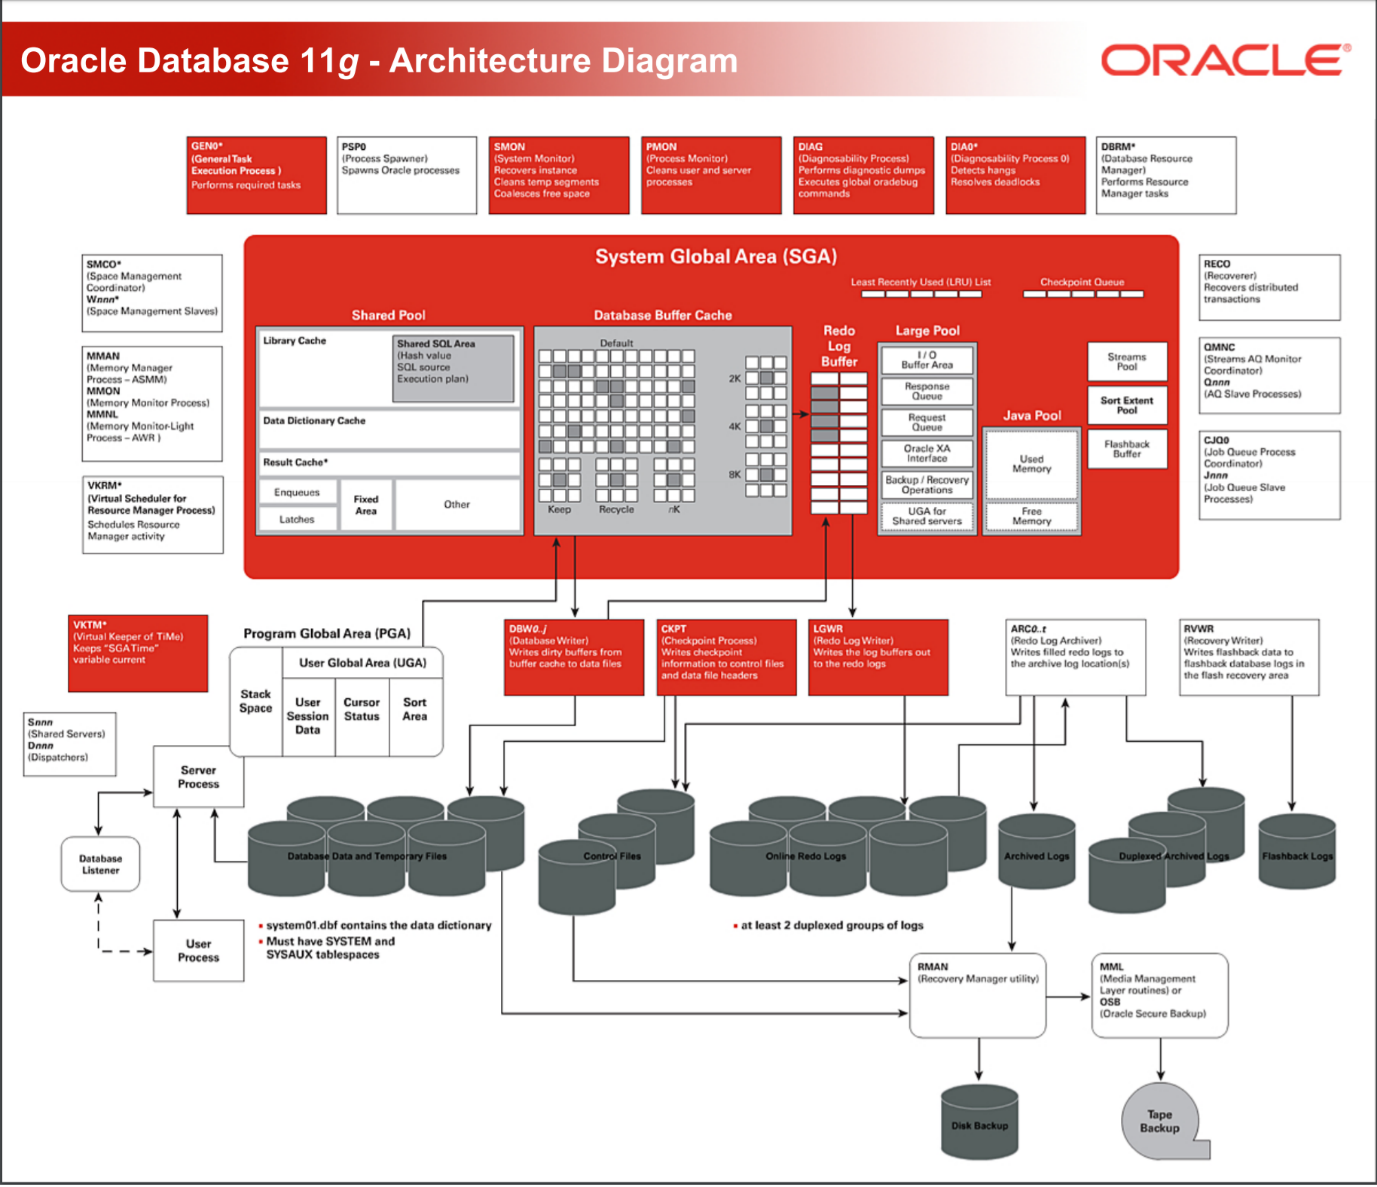 Oracle Database 11g - Architecture Diagram
ORACLE®
GEN0*
(General Task
Execution Process )
Performs required tasks
PSP0
(Process Spawner)
Spawns Oracle processes
SMON
(System Monitor)
Recovers instance
Cleans temp segments
Coalesces free space
PMON
(Process Monitor)
Cleans user and server
processes
DIAG
(Diagnosability Process)
Performs diagnostic dumps
Executes global oradebug
commands
DIA0*
(Diagnosability Process 0)
Detects hangs
Resolves deadlocks
DBRM*
(Database Resource
Manager)
Performs Resource
Manager tasks
SMCO*
(Space Management
Coordinator)
Wnnn*
(Space Management Slaves)
MMAN
(Memory Manager
Process – ASMM)
MMON
(Memory Monitor Process)
MMNL
(Memory Monitor-Light
Process – AWR )
VKRM*
(Virtual Scheduler for
Resource Manager Process)
Schedules Resource
Manager activity
System Global Area (SGA)
Least Recently Used (LRU) List
Checkpoint Queue
Shared Pool
Library Cache
Shared SQL Area
(Hash value
SQL source
Execution plan)
Data Dictionary Cache
Result Cache*
Enqueues
Latches
Fixed
Area
Other
Database Buffer Cache
Default
2K
4K
8K
Keep
Recycle
nK
Redo
Log
Buffer
Large Pool
I / O
Buffer Area
Response
Queue
Request
Queue
Oracle XA
Interface
Backup / Recovery
Operations
UGA for
Shared servers
Java Pool
Used
Memory
Free
Memory
Streams
Pool
Sort Extent
Pool
Flashback
Buffer
RECO
(Recoverer)
Recovers distributed
transactions
QMNC
(Streams AQ Monitor
Coordinator)
Qnnn
(AQ Slave Processes)
CJQ0
(Job Queue Process
Coordinator)
Jnnn
(Job Queue Slave
Processes)
VKTM*
(Virtual Keeper of TiMe)
Keeps "SGA Time"
variable current
Program Global Area (PGA)
Stack
Space
User Global Area (UGA)
User
Session
Data
Cursor
Status
Sort
Area
DBW0..j
(Database Writer)
Writes dirty buffers from
buffer cache to data files
CKPT
(Checkpoint Process)
Writes checkpoint
information to control files
and data file headers
LGWR
(Redo Log Writer)
Writes the log buffers out
to the redo logs
ARC0..t
(Redo Log Archiver)
Writes filled redo logs to
the archive log location(s)
RVWR
(Recovery Writer)
Writes flashback data to
flashback database logs in
the flash recovery area
Snnn
(Shared Servers)
Dnnn
(Dispatchers)
Server
Process
Database
Listener
User
Process
Database Data and Temporary Files
Control Files
Online Redo Logs
Archived Logs
Duplexed Archived Logs
Flashback Logs
▪ system01.dbf contains the data dictionary
▪ Must have SYSTEM and
SYSAUX tablespaces
▪ at least 2 duplexed groups of logs
RMAN
(Recovery Manager utility)
MML
(Media Management
Layer routines) or
OSB
(Oracle Secure Backup)
Disk Backup
Tape
Backup